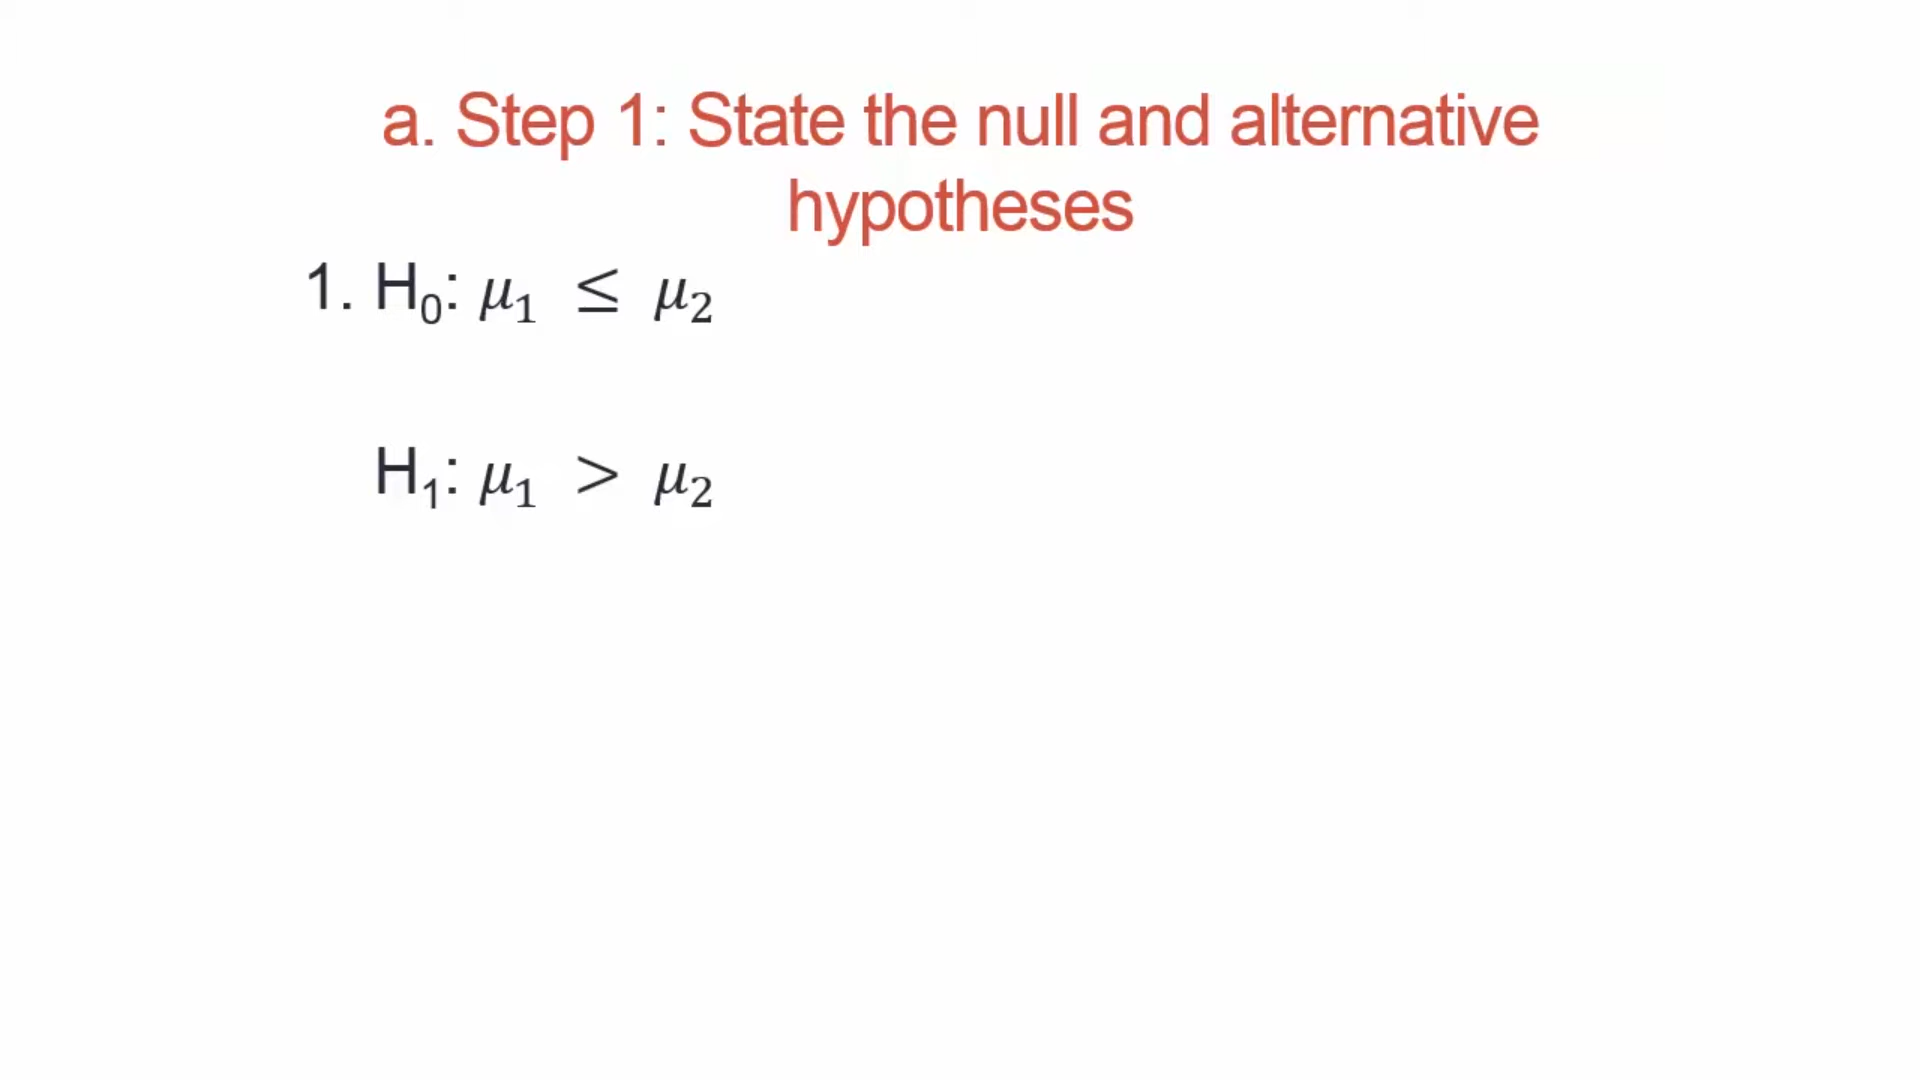 a. Step 1: State the null and alternative
hypotheses
1. H₀: μ₁ ≤ μ₂
H₁: μ₁ > μ₂